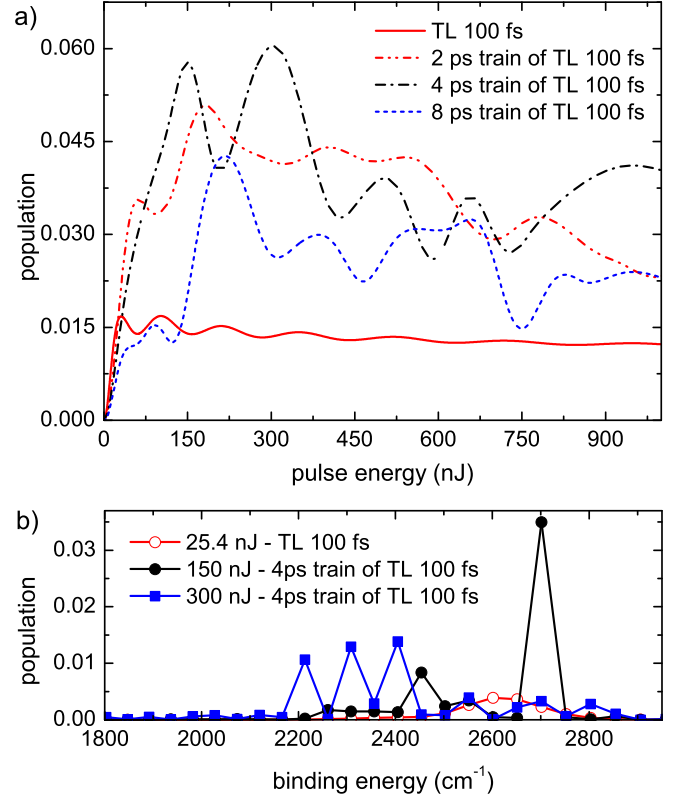 a)
TL 100 fs
2 ps train of TL 100 fs
4 ps train of TL 100 fs
8 ps train of TL 100 fs
0.060
0.045
0.030
0.015
0.000
population
0 150 300 450 600 750 900
pulse energy (nJ)
b)
25.4 nJ - TL 100 fs
150 nJ - 4ps train of TL 100 fs
300 nJ - 4ps train of TL 100 fs
0.03
0.02
0.01
0.00
population
1800 2000 2200 2400 2600 2800
binding energy (cm⁻¹)